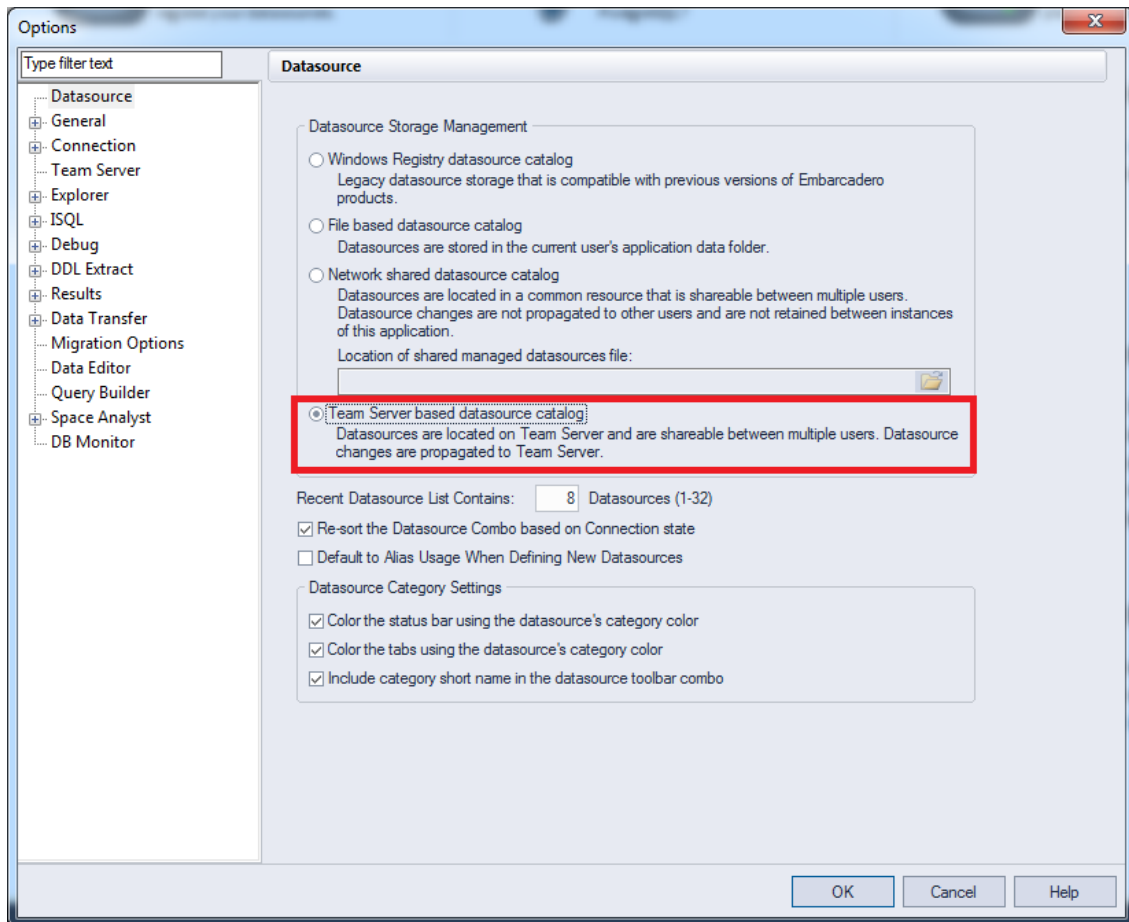 Options
Type filter text
Datasource
Datasource
General
Connection
Team Server
Explorer
ISQL
Debug
DDL Extract
Results
Data Transfer
Migration Options
Data Editor
Query Builder
Space Analyst
DB Monitor
Datasource Storage Management
Windows Registry datasource catalog
Legacy datasource storage that is compatible with previous versions of Embarcadero
products.
File based datasource catalog
Datasources are stored in the current user's application data folder.
Network shared datasource catalog
Datasources are located in a common resource that is shareable between multiple users.
Datasource changes are not propagated to other users and are not retained between instances
of this application.
Location of shared managed datasources file:
Team Server based datasource catalog
Datasources are located on Team Server and are shareable between multiple users. Datasource
changes are propagated to Team Server.
Recent Datasource List Contains: 8 Datasources (1-32)
Re-sort the Datasource Combo based on Connection state
Default to Alias Usage When Defining New Datasources
Datasource Category Settings
Color the status bar using the datasource's category color
Color the tabs using the datasource's category color
Include category short name in the datasource toolbar combo
OK Cancel Help